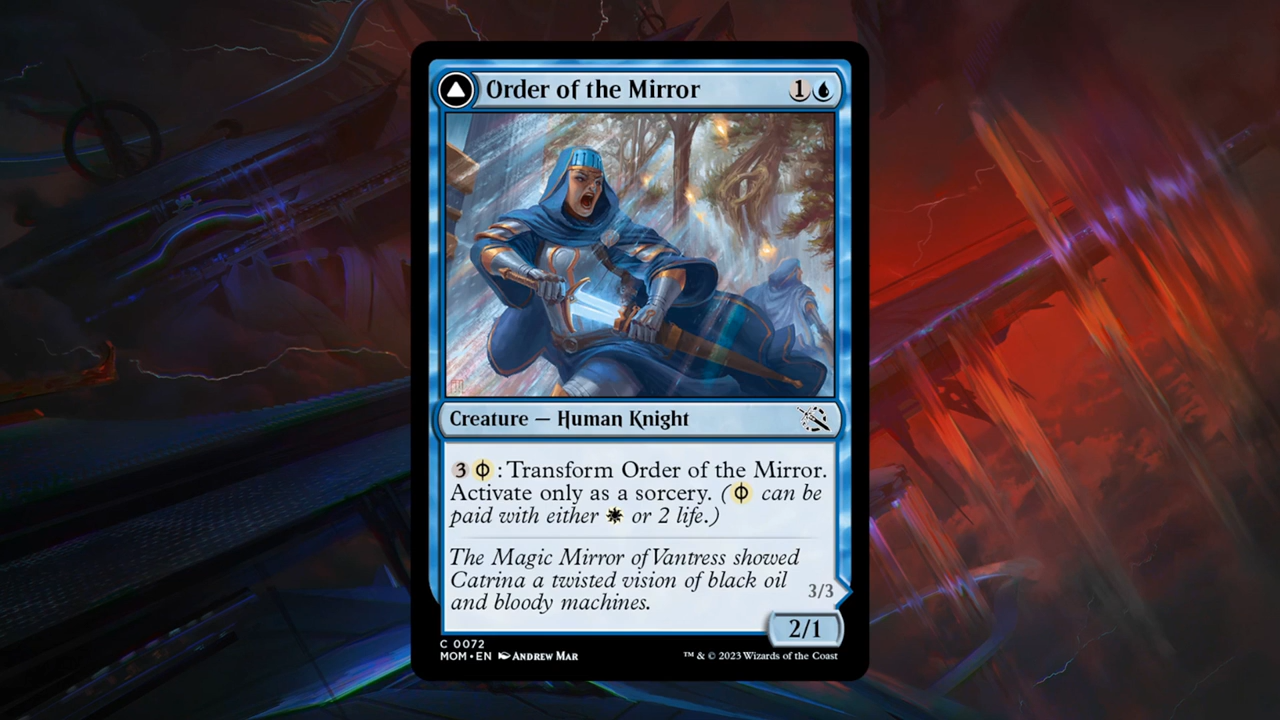 Order of the Mirror 1
Creature — Human Knight
3 : Transform Order of the Mirror.
Activate only as a sorcery. ( can be
paid with either or 2 life.)
The Magic Mirror of Vantress showed
Catrina a twisted vision of black oil
and bloody machines.
3/3
2/1
C 0072
MOM • EN Andrew Mar
™ & © 2023 Wizards of the Coast